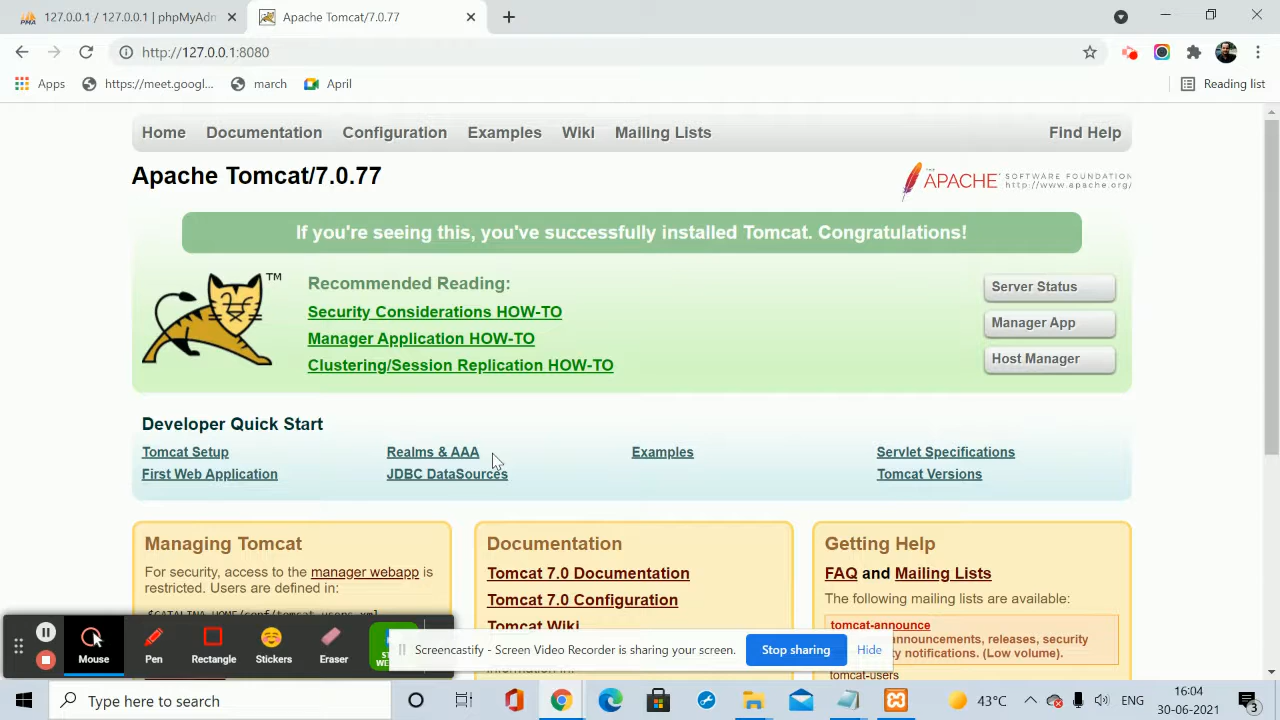 127.0.0.1 / 127.0.0.1 | phpMyAdm
Apache Tomcat/7.0.77
http://127.0.0.1:8080
Apps
https://meet.googl...
march
April
Reading list
Home
Documentation
Configuration
Examples
Wiki
Mailing Lists
Find Help
Apache Tomcat/7.0.77
THE
APACHE
SOFTWARE FOUNDATION
http://www.apache.org/
If you're seeing this, you've successfully installed Tomcat. Congratulations!
TM
Recommended Reading:
Security Considerations HOW-TO
Manager Application HOW-TO
Clustering/Session Replication HOW-TO
Server Status
Manager App
Host Manager
Developer Quick Start
Tomcat Setup
First Web Application
Realms & AAA
JDBC DataSources
Examples
Servlet Specifications
Tomcat Versions
Managing Tomcat
For security, access to the manager webapp is
restricted. Users are defined in:
$CATALINA_HOME/conf/tomcat-users.xml
Documentation
Tomcat 7.0 Documentation
Tomcat 7.0 Configuration
Tomcat Wiki
information in:
Getting Help
FAQ and Mailing Lists
The following mailing lists are available:
tomcat-announce
announcements, releases, security
notifications. (Low volume).
tomcat-users
Mouse
Pen
Rectangle
Stickers
Eraser
Screencastify - Screen Video Recorder is sharing your screen.
Stop sharing
Hide
Type here to search
43°C
ENG
16:04
30-06-2021
3